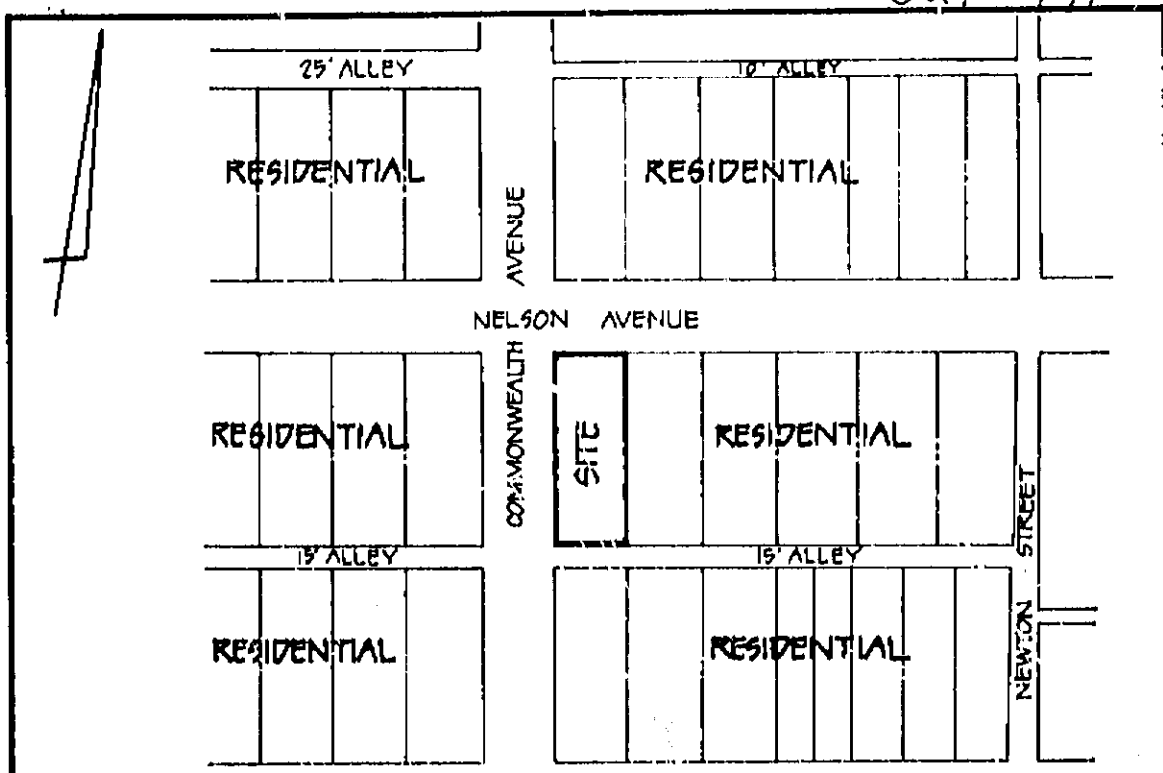 25' ALLEY
10' ALLEY
RESIDENTIAL
RESIDENTIAL
COMMONWEALTH AVENUE
NELSON AVENUE
RESIDENTIAL
SITE
RESIDENTIAL
15' ALLEY
15' ALLEY
NEWTON STREET
RESIDENTIAL
RESIDENTIAL